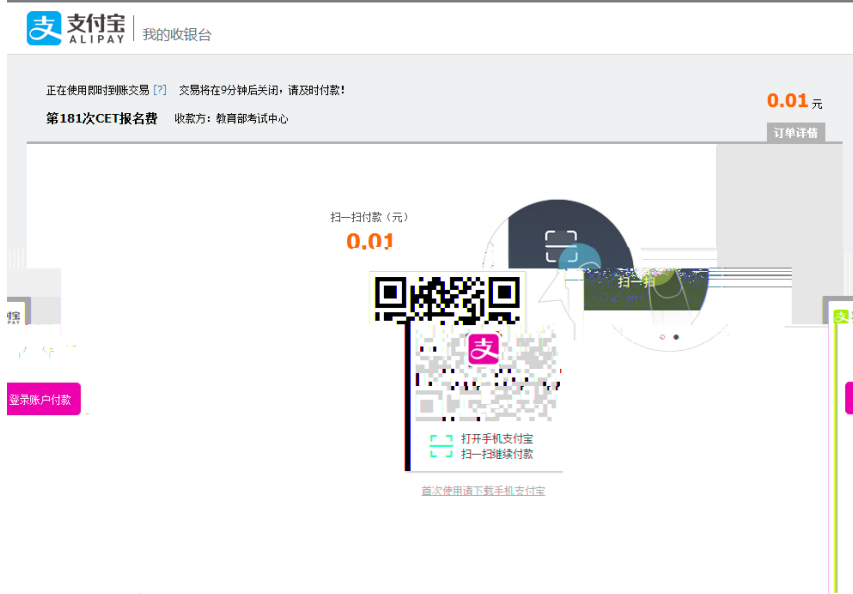 支付宝
ALIPAY
我的收银台
正在使用即时到账交易 [?] 交易将在9分钟后关闭，请及时付款！
0.01 元
第181次CET报名费 收款方：教育部考试中心
订单详情
扫一扫付款（元）
0.01
扫一扫
支
登录账户付款
打开手机支付宝
扫一扫继续付款
首次使用请下载手机支付宝